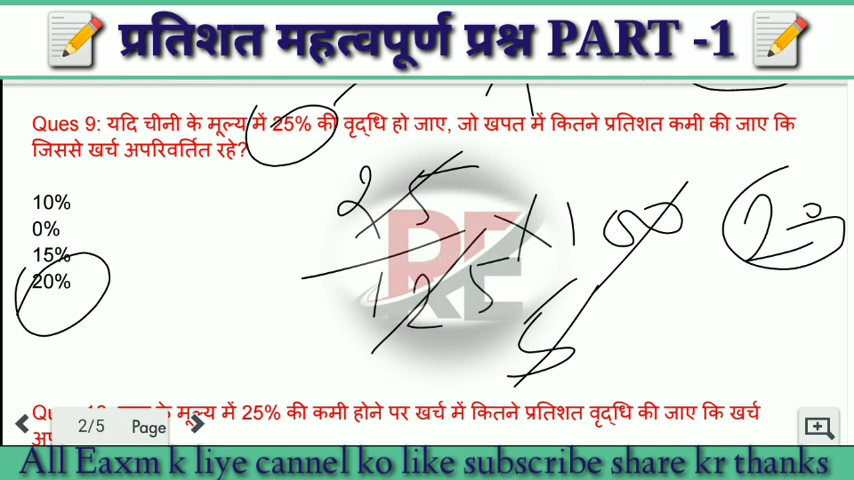 प्रतिशत महत्वपूर्ण प्रश्न PART -1
Ques 9: यदि चीनी के मूल्य में 25% की वृद्धि हो जाए, जो खपत में कितने प्रतिशत कमी की जाए कि
जिससे खर्च अपरिवर्तित रहे?
10%
0%
15%
20%
25
125
×100
5
20
RE
के मूल्य में 25% की कमी होने पर खर्च में कितने प्रतिशत वृद्धि की जाए कि खर्च
2/5 Page
All Eaxm k liye cannel ko like subscribe share kr thanks